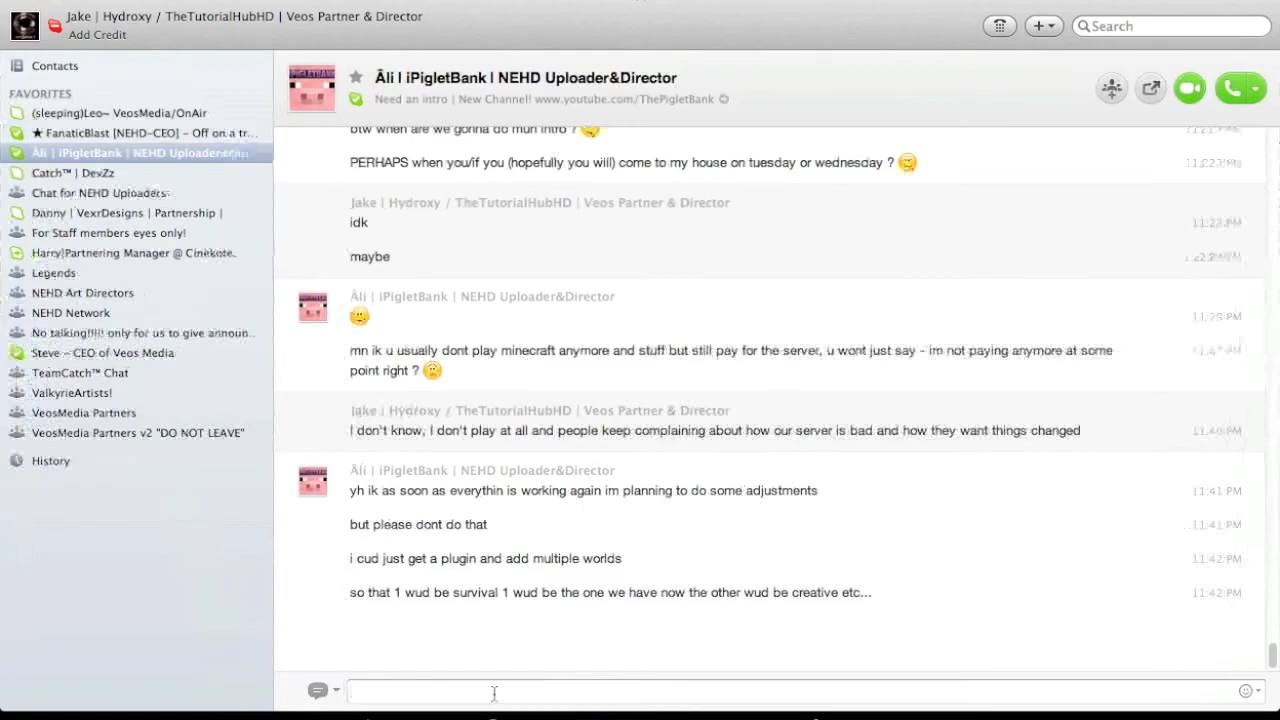 Jake | Hydroxy / TheTutorialHubHD | Veos Partner & Director
Add Credit
Search
Contacts
FAVORITES
(sleeping)Leo~ VeosMedia/OnAir
★ FanaticBlast [NEHD-CEO] - Off on a tr...
Äli | iPigletBank | NEHD Uploader
Catch™ | DevZz
Chat for NEHD Uploaders
Danny | VexrDesigns | Partnership |
For Staff members eyes only!
Harry|Partnering Manager @ Cinekote.
Legends
NEHD Art Directors
NEHD Network
No talking!!!!! only for us to give announ..
Steve - CEO of Veos Media
TeamCatch™ Chat
ValkyrieArtists!
VeosMedia Partners
VeosMedia Partners v2 "DO NOT LEAVE"
History
Äli | iPigletBank | NEHD Uploader&Director
Need an intro | New Channel! www.youtube.com/ThePigletBank
btw when are we gonna do mun intro ?
PERHAPS when you/if you (hopefully you will) come to my house on tuesday or wednesday ?
Jake | Hydroxy / TheTutorialHubHD | Veos Partner & Director
idk
maybe
Äli | iPigletBank | NEHD Uploader&Director
mn ik u usually dont play minecraft anymore and stuff but still pay for the server, u wont just say - im not paying anymore at some
point right ?
Jake | Hydroxy / TheTutorialHubHD | Veos Partner & Director
I don't know, I don't play at all and people keep complaining about how our server is bad and how they want things changed
Äli | iPigletBank | NEHD Uploader&Director
yh ik as soon as everythin is working again im planning to do some adjustments 11:41 PM
but please dont do that 11:41 PM
i cud just get a plugin and add multiple worlds 11:42 PM
so that 1 wud be survival 1 wud be the one we have now the other wud be creative etc... 11:42 PM